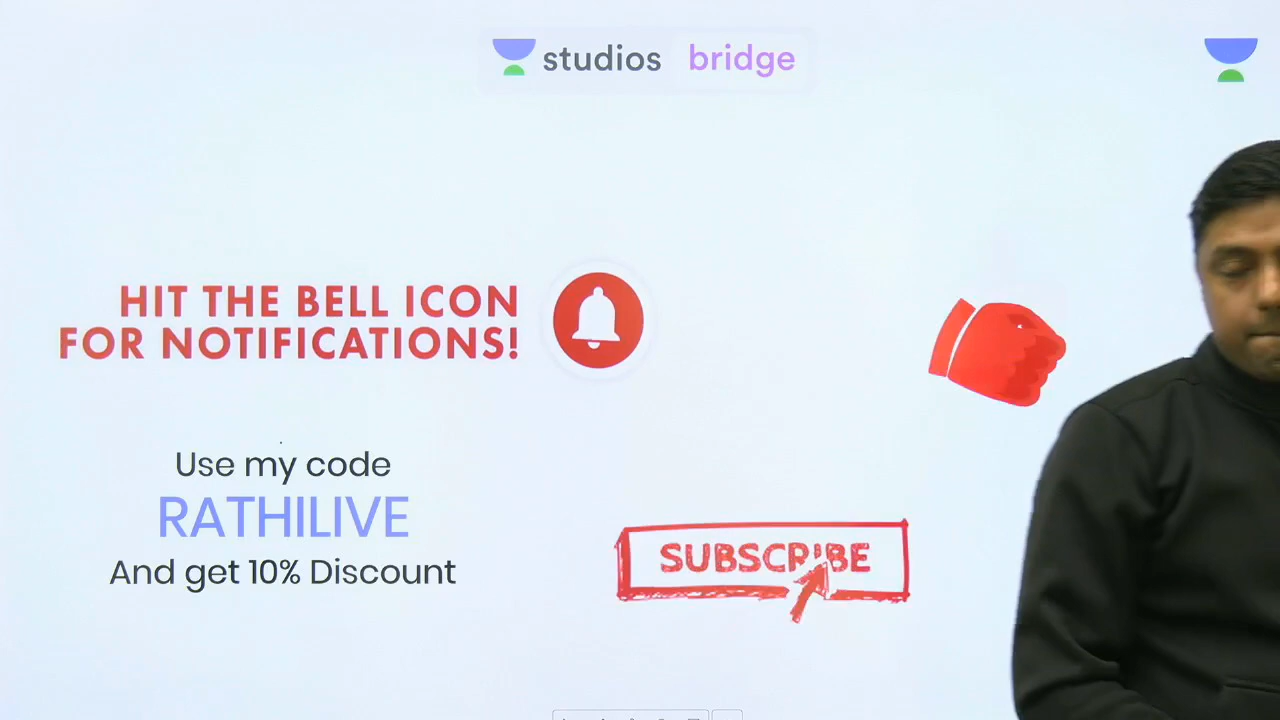 studios bridge
HIT THE BELL ICON
FOR NOTIFICATIONS!
Use my code
RATHILIVE
And get 10% Discount
SUBSCRIBE